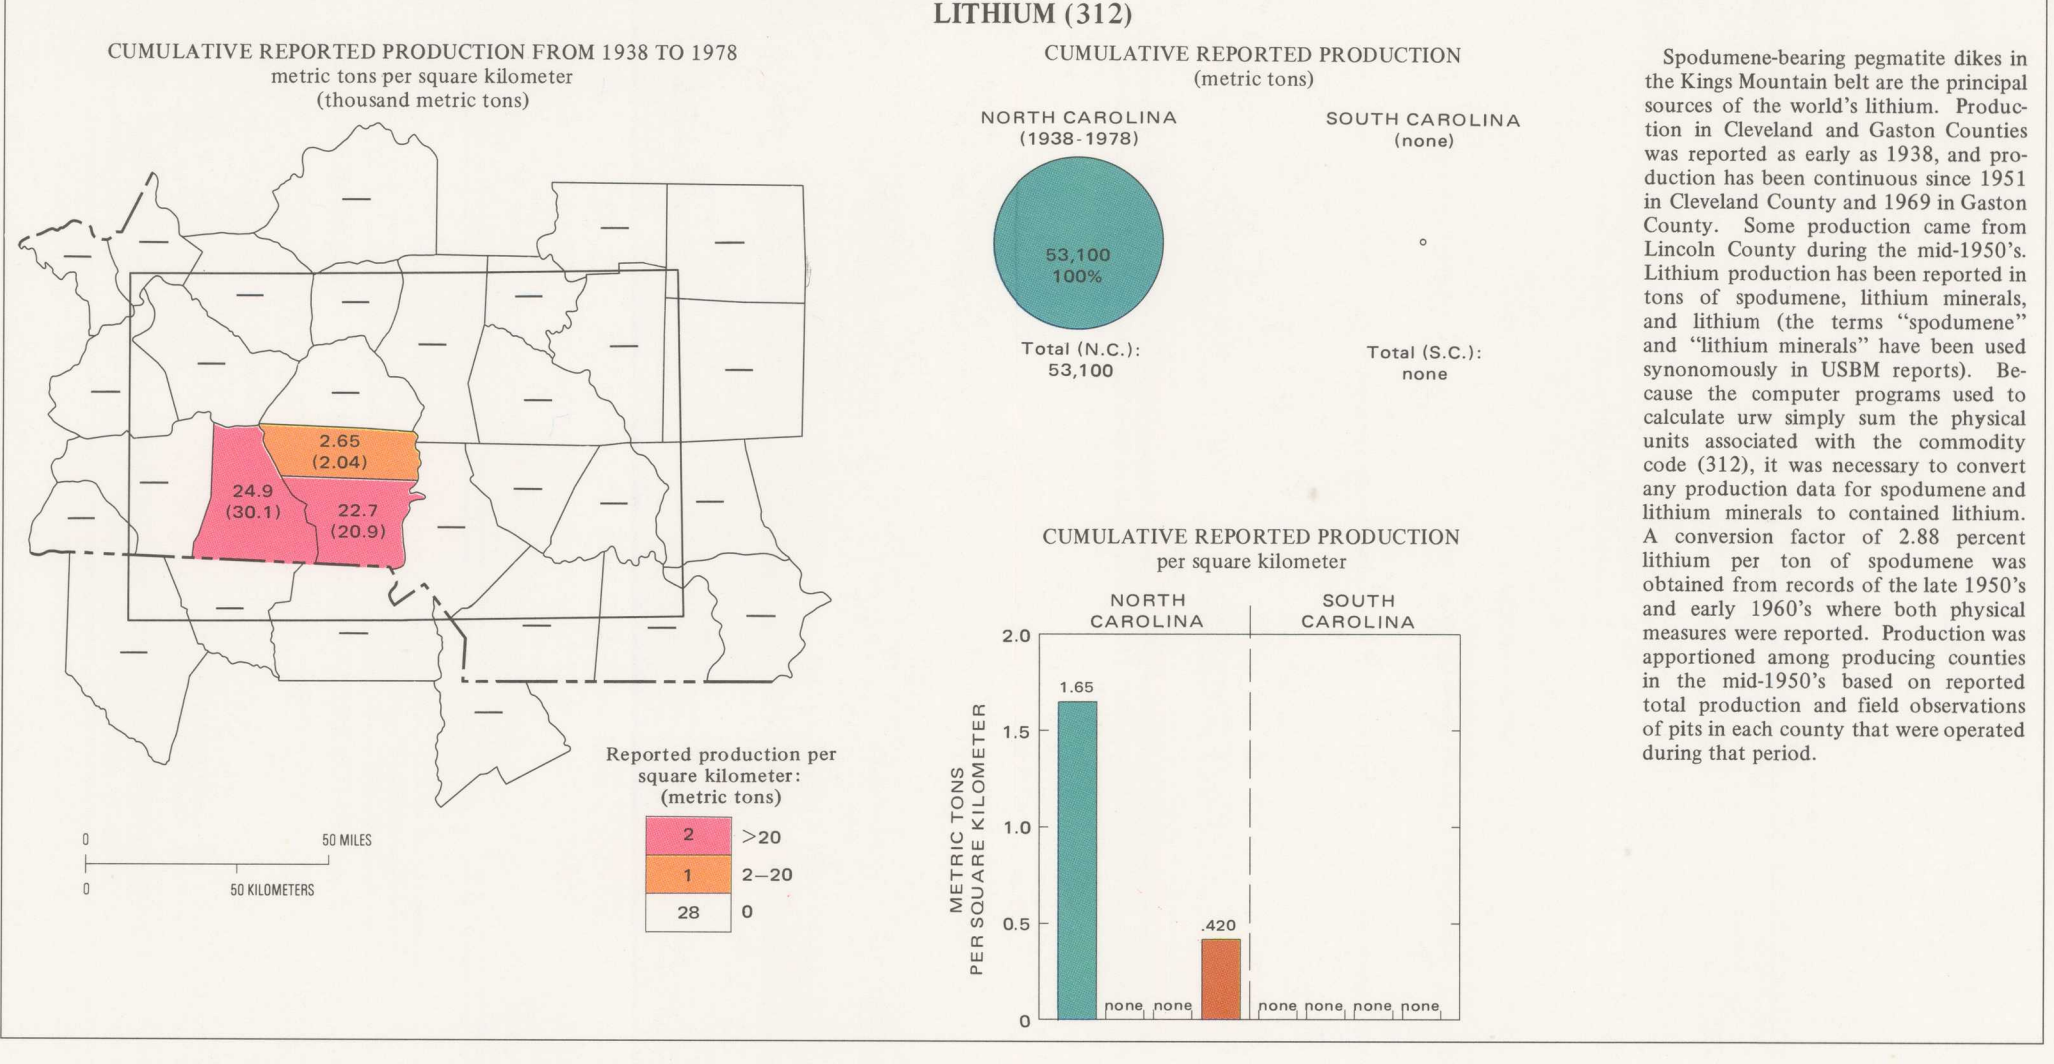 LITHIUM (312)
CUMULATIVE REPORTED PRODUCTION FROM 1938 TO 1978
metric tons per square kilometer
(thousand metric tons)
2.65
(2.04)
24.9
(30.1)
22.7
(20.9)
Reported production per
square kilometer:
(metric tons)
2 >20
1 2–20
28 0
0 50 MILES
0 50 KILOMETERS
CUMULATIVE REPORTED PRODUCTION
(metric tons)
NORTH CAROLINA
(1938-1978)
53,100
100%
Total (N.C.):
53,100
SOUTH CAROLINA
(none)
Total (S.C.):
none
CUMULATIVE REPORTED PRODUCTION
per square kilometer
NORTH
CAROLINA
SOUTH
CAROLINA
METRIC TONS
PER SQUARE KILOMETER
2.0
1.5
1.0
0.5
0
1.65
none
none
.420
none
none
none
none
Spodumene-bearing pegmatite dikes in
the Kings Mountain belt are the principal
sources of the world's lithium. Produc-
tion in Cleveland and Gaston Counties
was reported as early as 1938, and pro-
duction has been continuous since 1951
in Cleveland County and 1969 in Gaston
County. Some production came from
Lincoln County during the mid-1950's.
Lithium production has been reported in
tons of spodumene, lithium minerals,
and lithium (the terms “spodumene”
and “lithium minerals” have been used
synonomously in USBM reports). Be-
cause the computer programs used to
calculate urw simply sum the physical
units associated with the commodity
code (312), it was necessary to convert
any production data for spodumene and
lithium minerals to contained lithium.
A conversion factor of 2.88 percent
lithium per ton of spodumene was
obtained from records of the late 1950's
and early 1960's where both physical
measures were reported. Production was
apportioned among producing counties
in the mid-1950's based on reported
total production and field observations
of pits in each county that were operated
during that period.